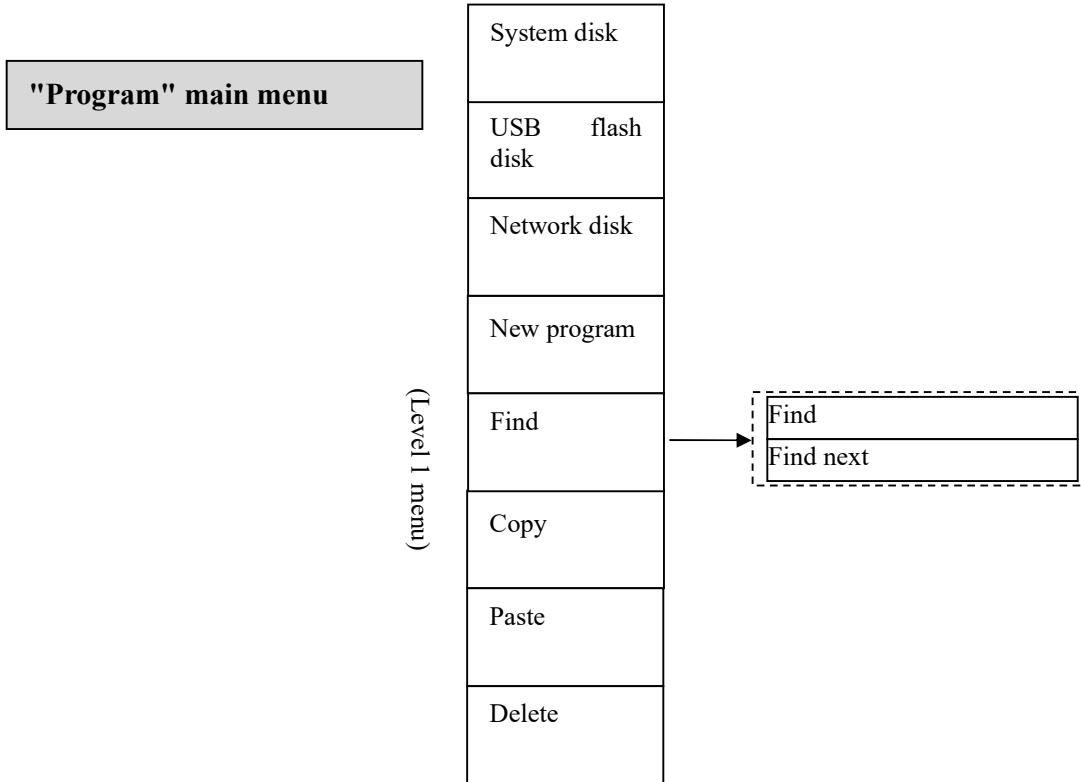 "Program" main menu
System disk
USB flash
disk
Network disk
New program
Find
Copy
Paste
Delete
(Level 1 menu)
Find
Find next